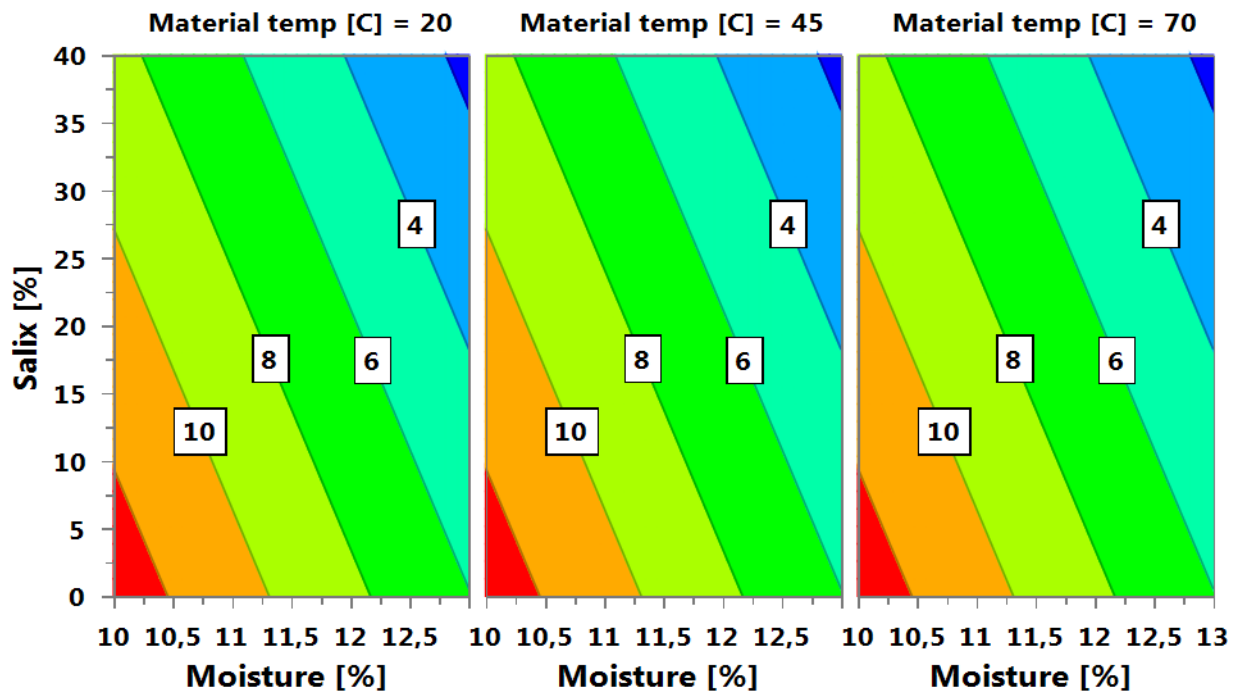 Material temp [C] = 20 Material temp [C] = 45 Material temp [C] = 70
40
35
30
25
20
15
10
5
0
Salix [%]
4 4 4
8 6 8 6 8 6
10 10 10
10 10,5 11 11,5 12 12,5 10 10,5 11 11,5 12 12,5 10 10,5 11 11,5 12 12,5 13
Moisture [%] Moisture [%] Moisture [%]